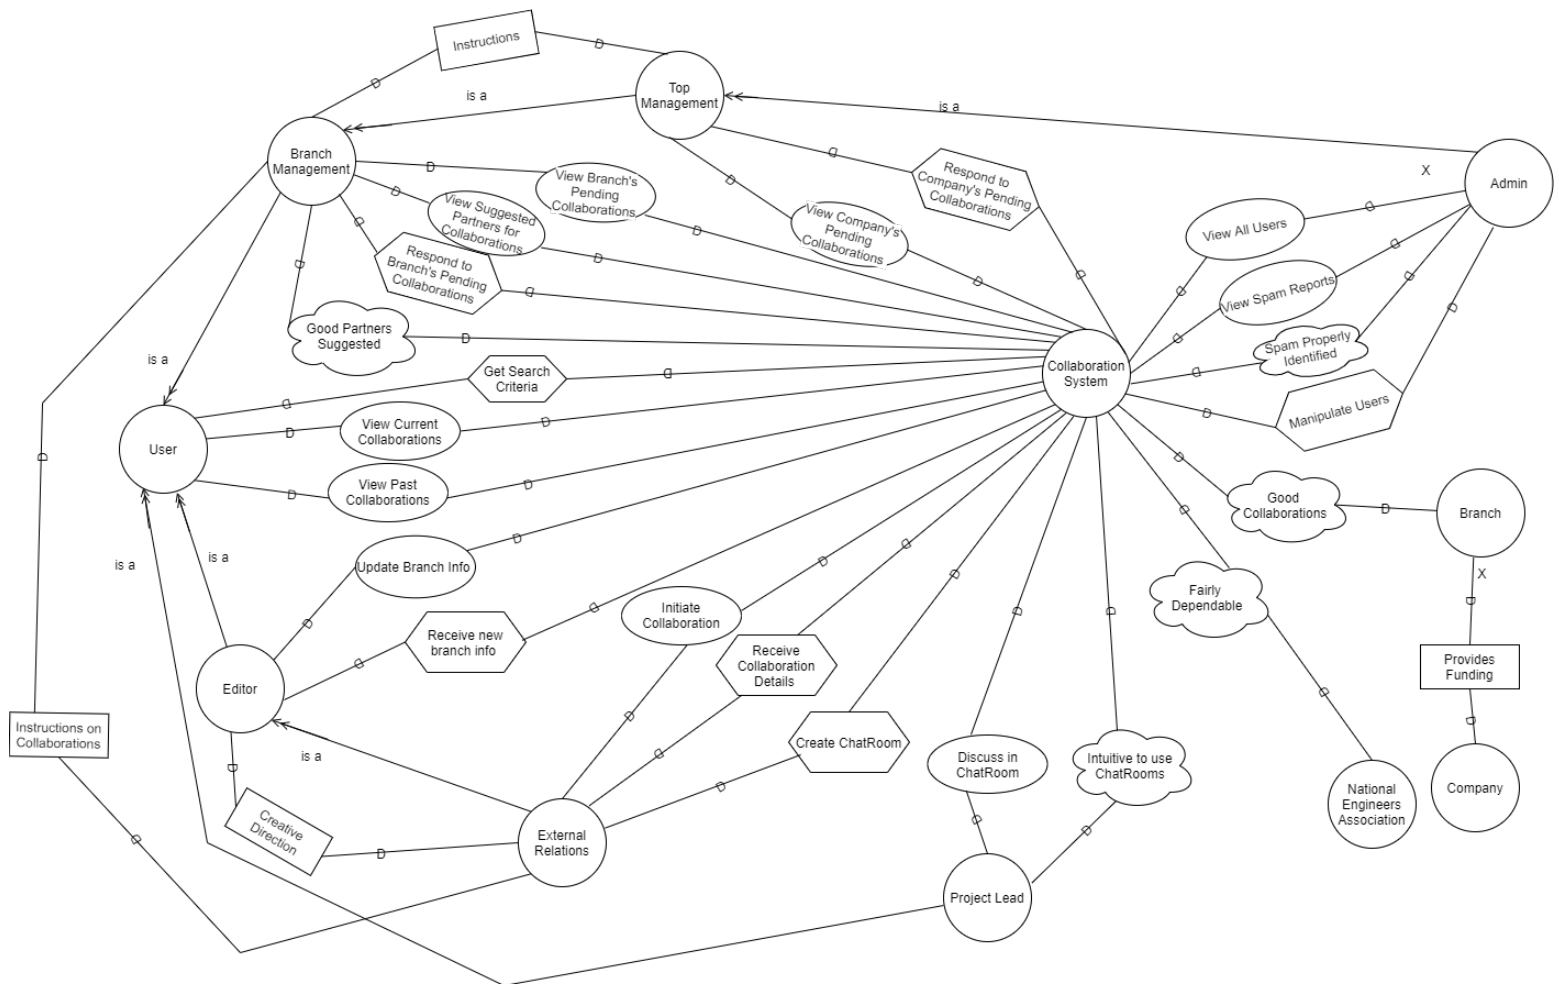 Instructions
D
D
Top
Management
is a
is a
Branch
Management
D
D
D
D
D
View Branch's
Pending
Collaborations
View Suggested
Partners for
Collaborations
Respond to
Branch's Pending
Collaborations
Good Partners
Suggested
D
D
D
D
D
D
View Company's
Pending
Collaborations
D
Respond to
Company's Pending
Collaborations
D
X
Admin
D
D
D
D
View All Users
View Spam Reports
Spam Properly
Identified
Manipulate Users
D
D
D
D
Collaboration
System
is a
User
D
Get Search
Criteria
D
D
View Current
Collaborations
D
D
View Past
Collaborations
D
D
is a
is a
Update Branch Info
D
D
Receive new
branch info
D
D
Editor
Initiate
Collaboration
D
D
Receive
Collaboration
Details
D
D
Create ChatRoom
D
D
Discuss in
ChatRoom
D
D
Intuitive to use
ChatRooms
D
D
Good
Collaborations
D
D
Branch
X
D
Provides
Funding
D
Company
Fairly
Dependable
D
D
National
Engineers
Association
Instructions on
Collaborations
D
is a
D
Creative
Direction
D
External
Relations
Project Lead